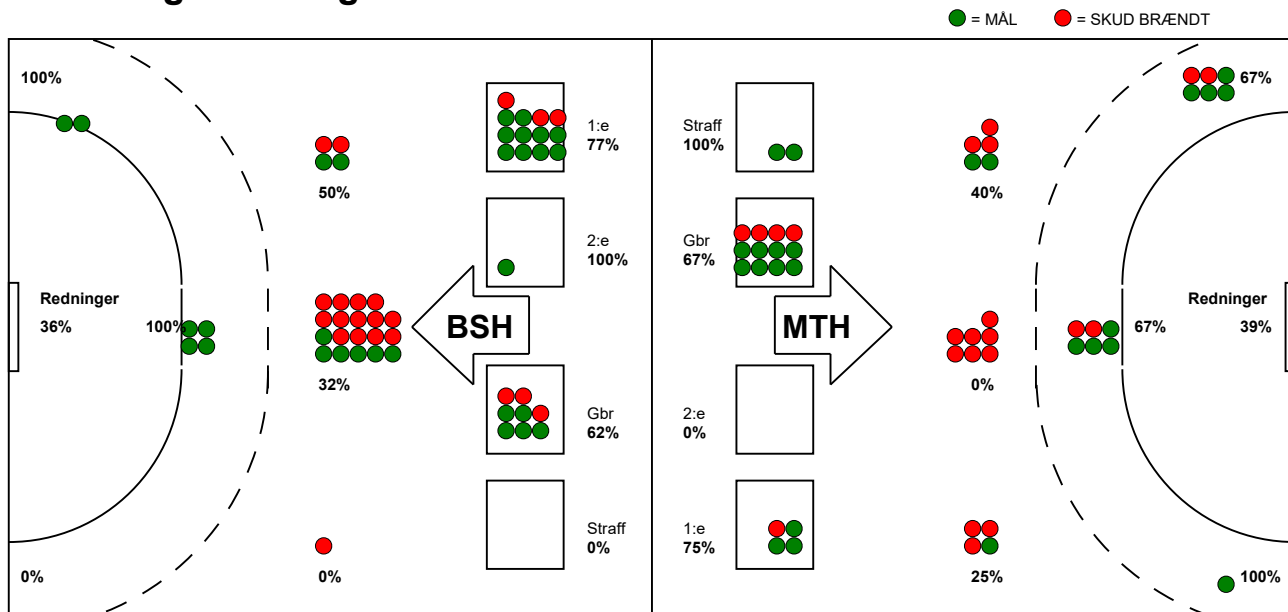 = MÅL
= SKUD BRÆNDT
100%
1:e
77%
50%
2:e
100%
Redninger
36%
100%
BSH
32%
Gbr
62%
Straff
0%
0%
0%
Straff
100%
67%
40%
Gbr
67%
MTH
Redninger
39%
67%
0%
2:e
0%
1:e
75%
25%
100%